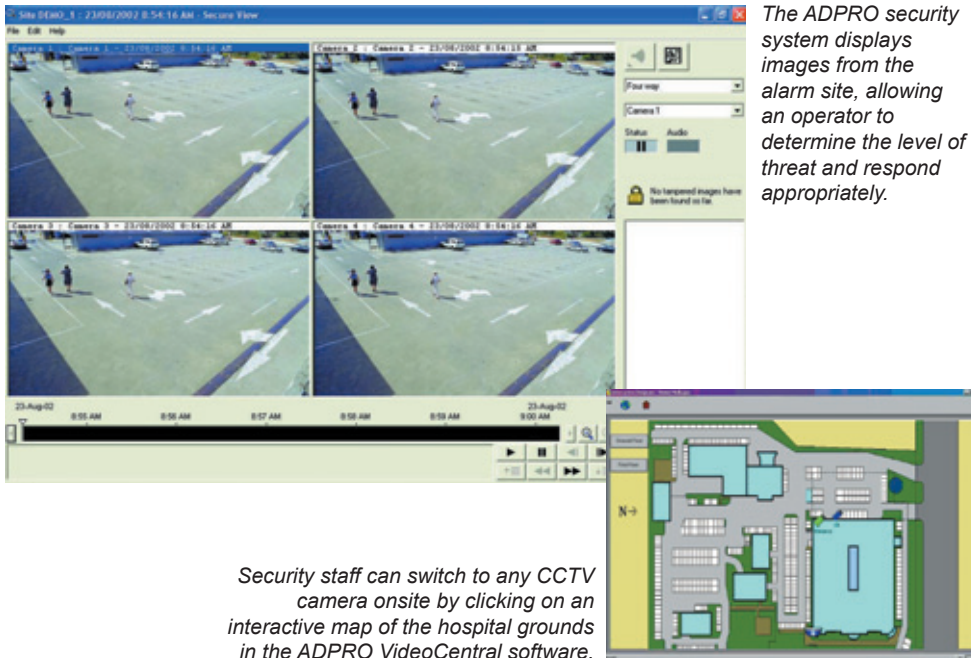 Site DEMO_1 : 23/08/2002 8:54:16 AM - Secure View
File Edit Help
Camera 1 : Camera 1 - 23/08/2002 8:54:16 AM
Camera 2 : Camera 2 - 23/08/2002 8:54:15 AM
Four way
Camera 1
Status Audio
No tampered images have
been found so far.
Camera 3 : Camera 3 - 23/08/2002 8:54:16 AM
Camera 4 : Camera 4 - 23/08/2002 8:54:16 AM
23-Aug-02 23-Aug-02
8:55 AM 8:56 AM 8:57 AM 8:58 AM 8:59 AM 9:00 AM
The ADPRO security
system displays
images from the
alarm site, allowing
an operator to
determine the level of
threat and respond
appropriately.
N
Security staff can switch to any CCTV
camera onsite by clicking on an
interactive map of the hospital grounds
in the ADPRO VideoCentral software.